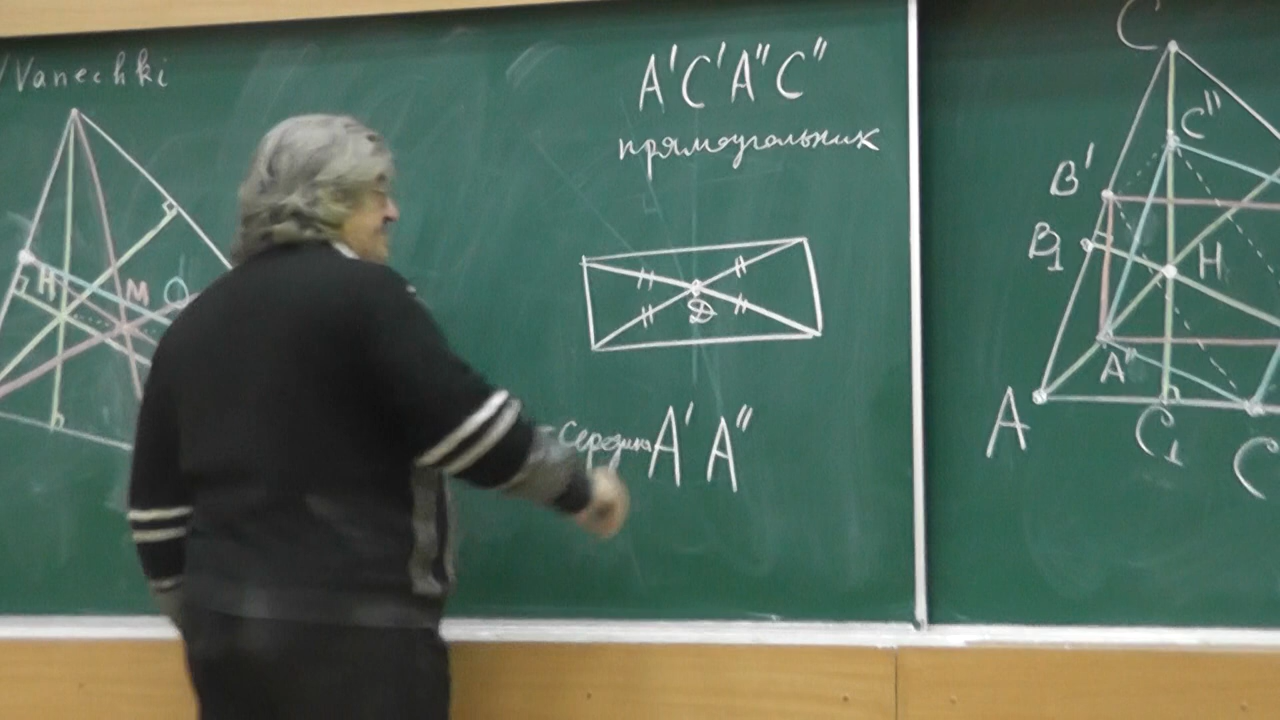 /Vanechki
H M O
A'C'A"C"
прямоугольник
D
середина A' A"
C
C"
B'
B₁ H
A"
A C₁ C